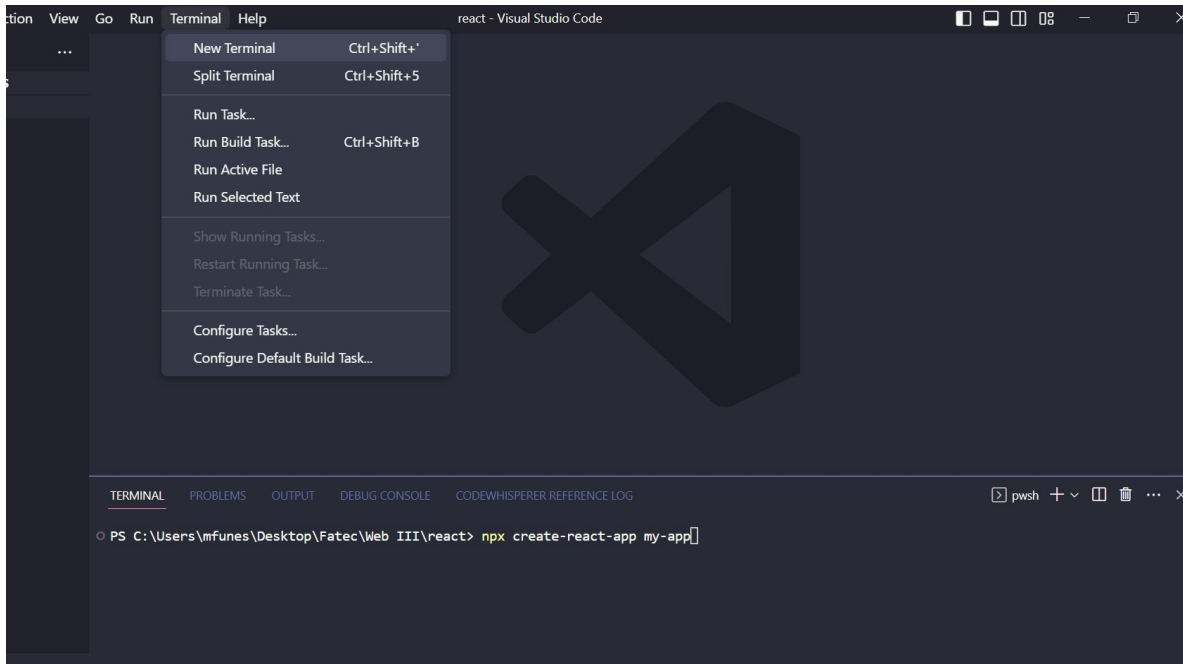 ction View Go Run Terminal Help react - Visual Studio Code
...
s
New Terminal Ctrl+Shift+'
Split Terminal Ctrl+Shift+5
Run Task...
Run Build Task... Ctrl+Shift+B
Run Active File
Run Selected Text
Show Running Tasks...
Restart Running Task...
Terminate Task...
Configure Tasks...
Configure Default Build Task...
TERMINAL PROBLEMS OUTPUT DEBUG CONSOLE CODEWHISPERER REFERENCE LOG pwsh
PS C:\Users\mfunes\Desktop\Fatec\Web III\react> npx create-react-app my-app